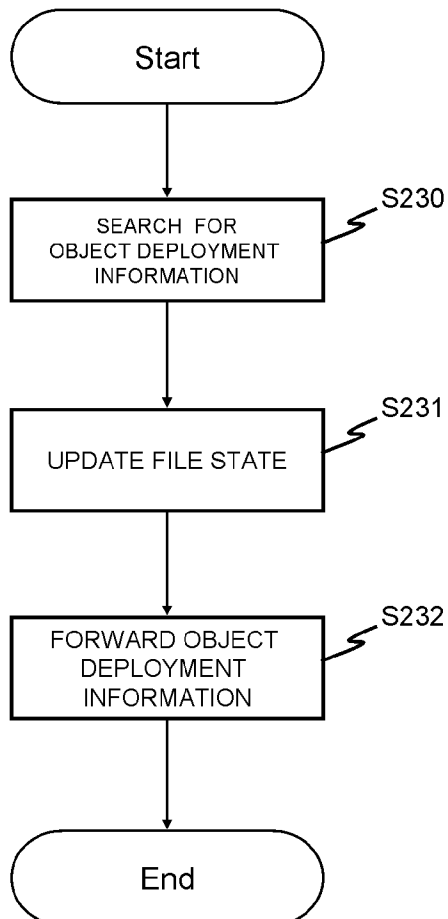 Start
S230
SEARCH FOR
OBJECT DEPLOYMENT
INFORMATION
S231
UPDATE FILE STATE
S232
FORWARD OBJECT
DEPLOYMENT
INFORMATION
End